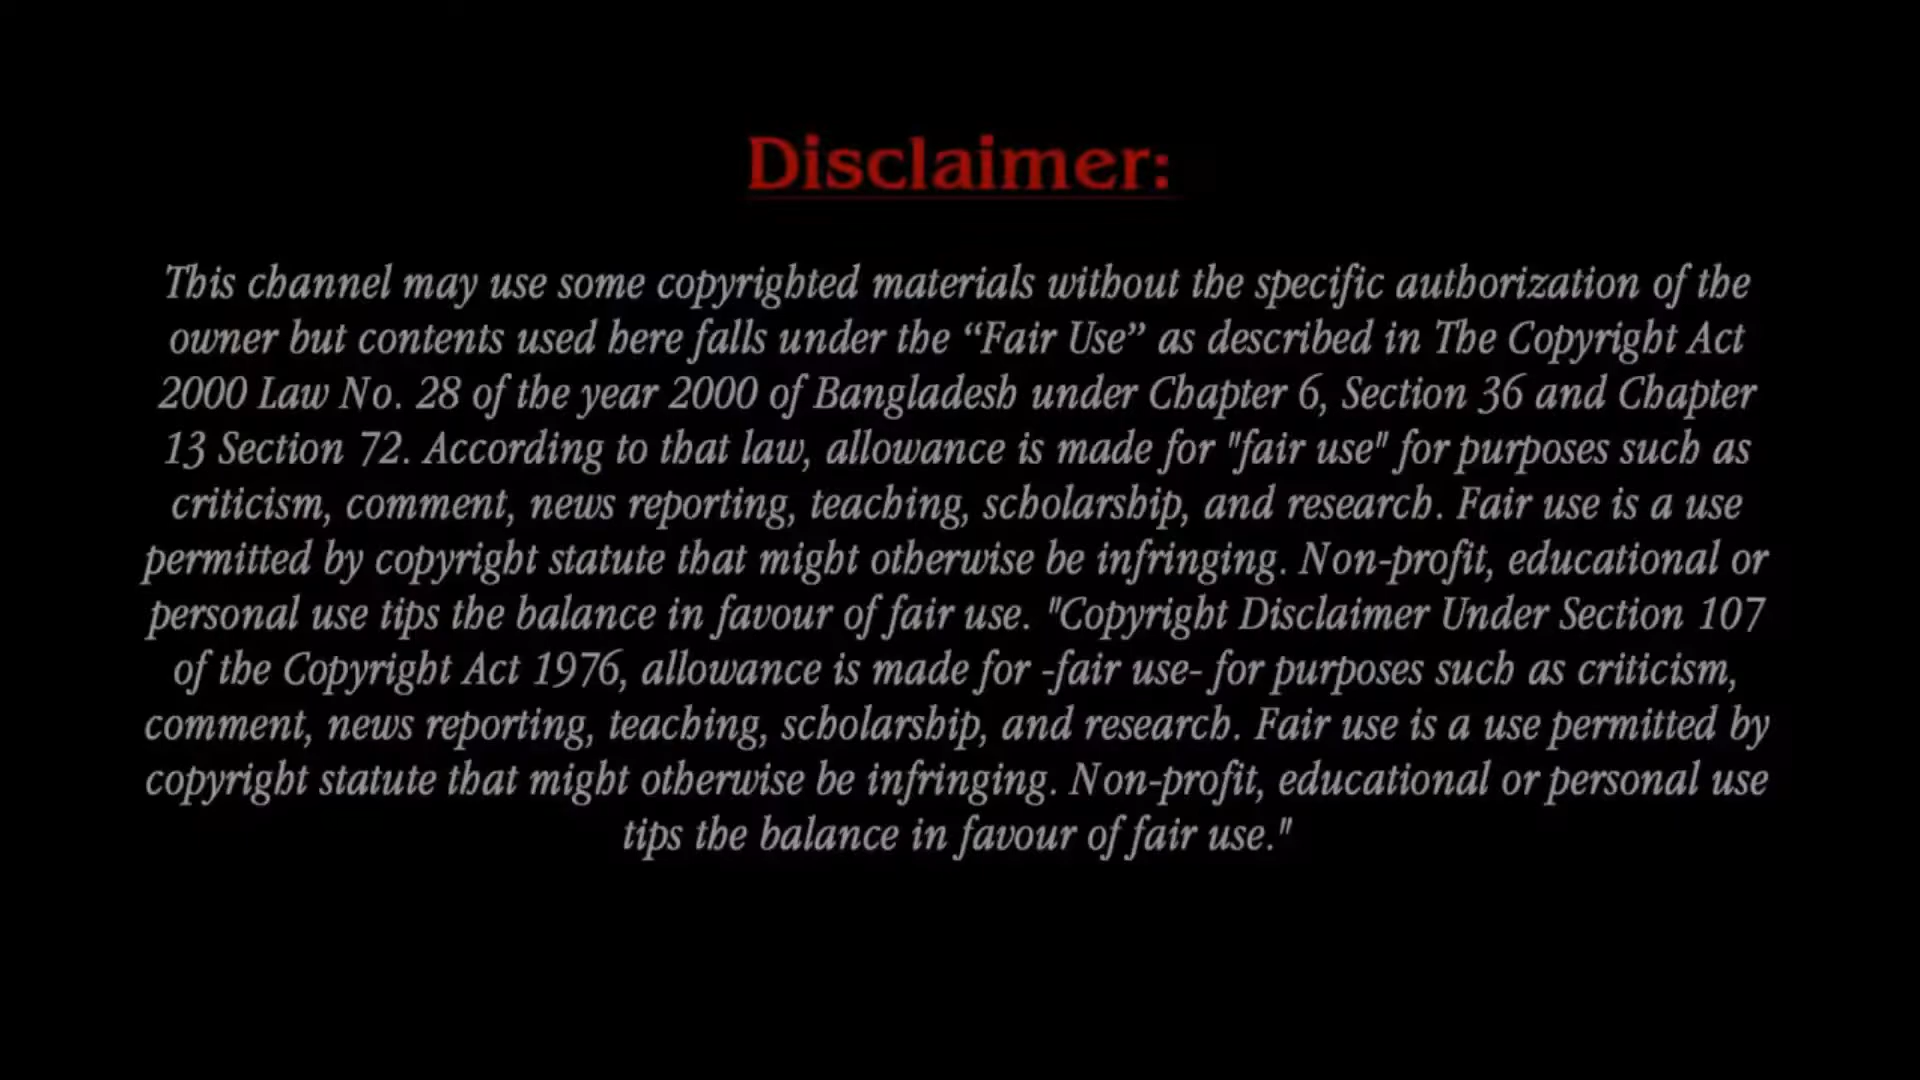 Disclaimer:
This channel may use some copyrighted materials without the specific authorization of the
owner but contents used here falls under the “Fair Use” as described in The Copyright Act
2000 Law No. 28 of the year 2000 of Bangladesh under Chapter 6, Section 36 and Chapter
13 Section 72. According to that law, allowance is made for "fair use" for purposes such as
criticism, comment, news reporting, teaching, scholarship, and research. Fair use is a use
permitted by copyright statute that might otherwise be infringing. Non-profit, educational or
personal use tips the balance in favour of fair use. "Copyright Disclaimer Under Section 107
of the Copyright Act 1976, allowance is made for -fair use- for purposes such as criticism,
comment, news reporting, teaching, scholarship, and research. Fair use is a use permitted by
copyright statute that might otherwise be infringing. Non-profit, educational or personal use
tips the balance in favour of fair use."